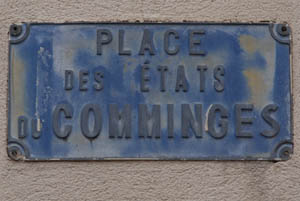 PLACE
DES ÉTATS
DU COMMINGES